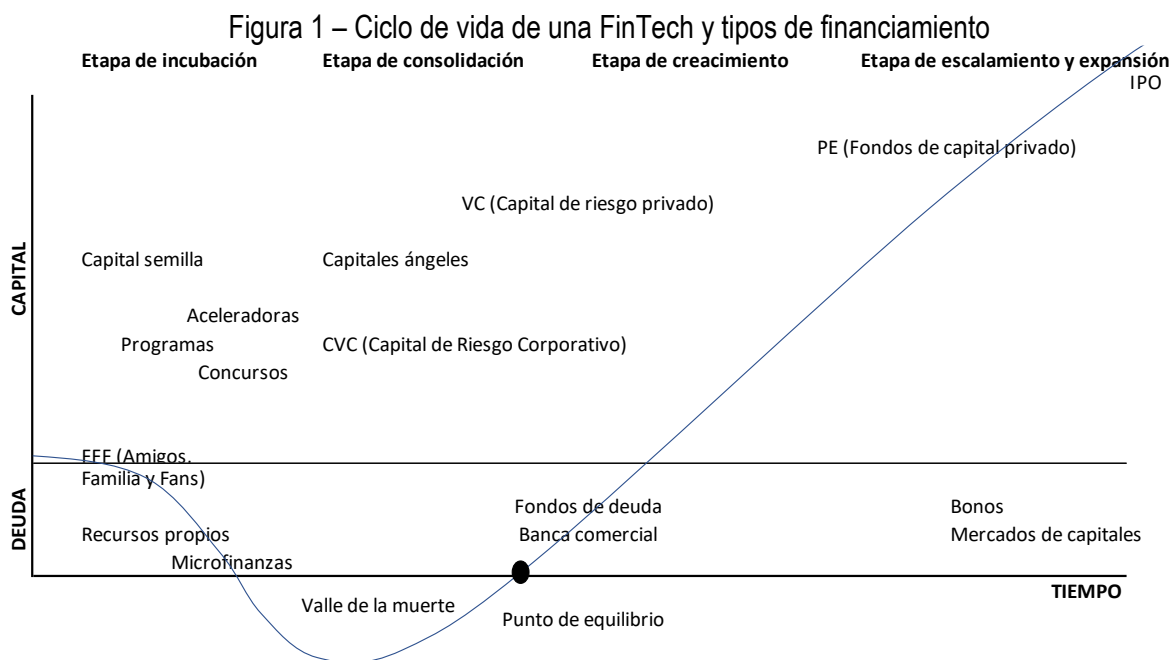 Figura 1 – Ciclo de vida de una FinTech y tipos de financiamiento
Etapa de incubación
Etapa de consolidación
Etapa de creacimiento
Etapa de escalamiento y expansión
IPO
PE (Fondos de capital privado)
VC (Capital de riesgo privado)
CAPITAL
Capital semilla
Capitales ángeles
Aceleradoras
Programas
CVC (Capital de Riesgo Corporativo)
Concursos
FFF (Amigos,
Familia y Fans)
DEUDA
Fondos de deuda
Bonos
Recursos propios
Banca comercial
Mercados de capitales
Microfinanzas
TIEMPO
Valle de la muerte
Punto de equilibrio